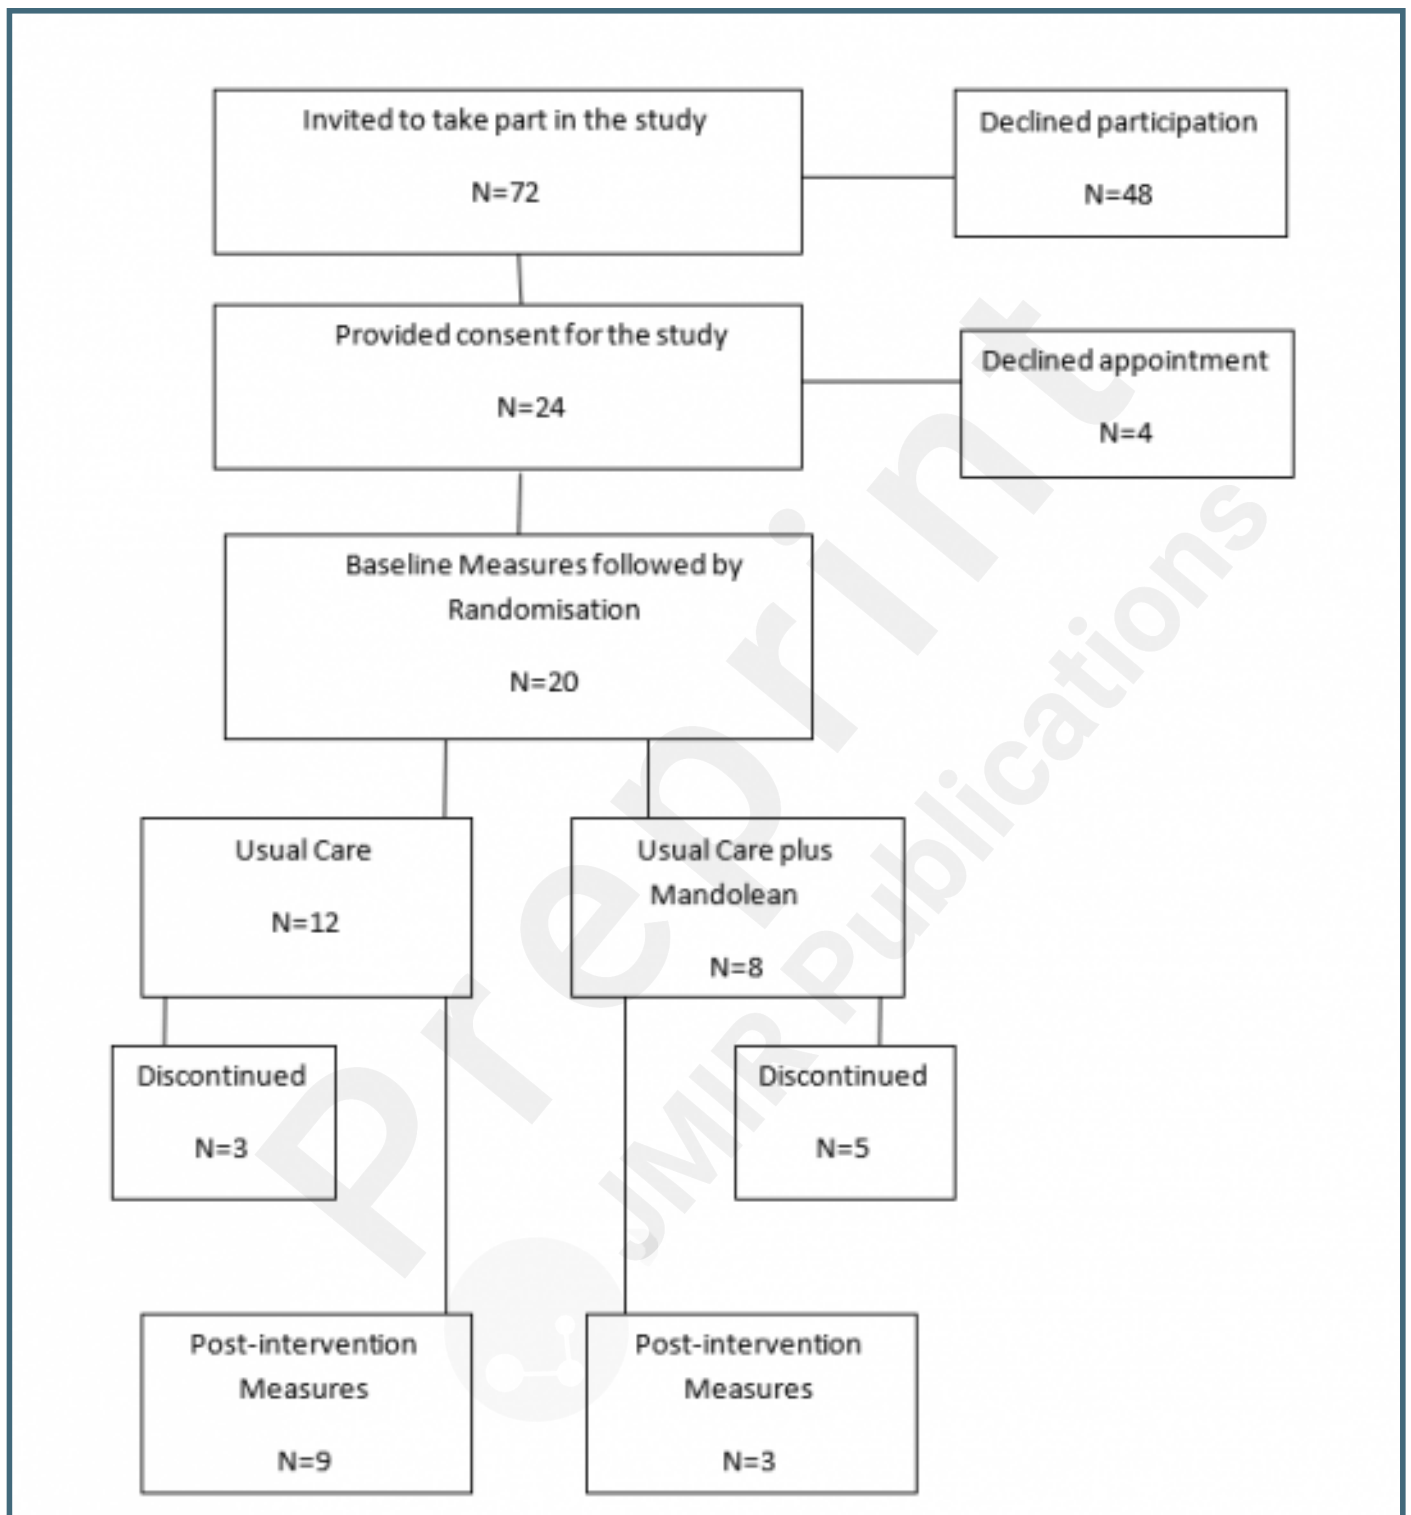 Invited to take part in the study
N=72
Declined participation
N=48
Provided consent for the study
N=24
Declined appointment
N=4
Baseline Measures followed by
Randomisation
N=20
Usual Care
N=12
Usual Care plus
Mandolean
N=8
Discontinued
N=3
Discontinued
N=5
Post-intervention
Measures
N=9
Post-intervention
Measures
N=3
Preprint
JMIR Publications